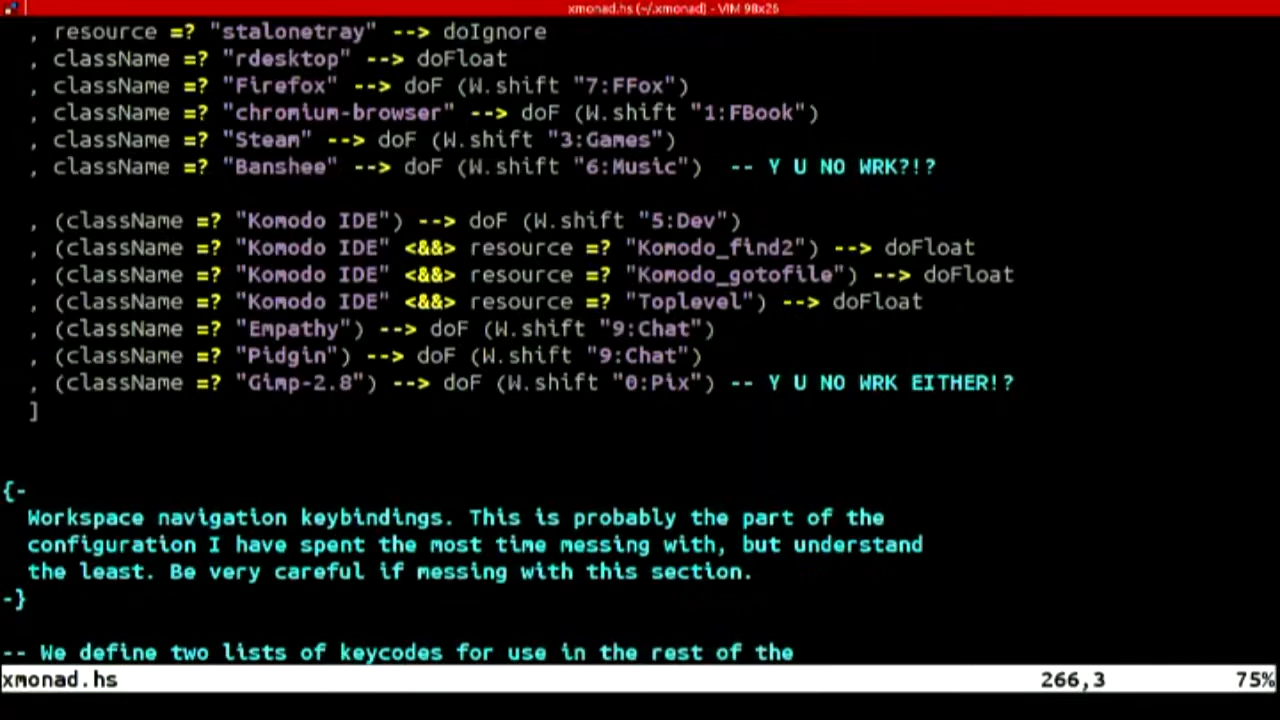 xmonad.hs (~/.xmonad) - VIM 98x26
, resource =? "stalonetray" --> doIgnore
, className =? "rdesktop" --> doFloat
, className =? "Firefox" --> doF (W.shift "7:FFox")
, className =? "chromium-browser" --> doF (W.shift "1:FBook")
, className =? "Steam" --> doF (W.shift "3:Games")
, className =? "Banshee" --> doF (W.shift "6:Music")  -- Y U NO WRK?!?
, (className =? "Komodo IDE") --> doF (W.shift "5:Dev")
, (className =? "Komodo IDE" <&&> resource =? "Komodo_find2") --> doFloat
, (className =? "Komodo IDE" <&&> resource =? "Komodo_gotofile") --> doFloat
, (className =? "Komodo IDE" <&&> resource =? "Toplevel") --> doFloat
, (className =? "Empathy") --> doF (W.shift "9:Chat")
, (className =? "Pidgin") --> doF (W.shift "9:Chat")
, (className =? "Gimp-2.8") --> doF (W.shift "0:Pix") -- Y U NO WRK EITHER!?
]
{-
Workspace navigation keybindings. This is probably the part of the
configuration I have spent the most time messing with, but understand
the least. Be very careful if messing with this section.
-}
-- We define two lists of keycodes for use in the rest of the
xmonad.hs 266,3 75%